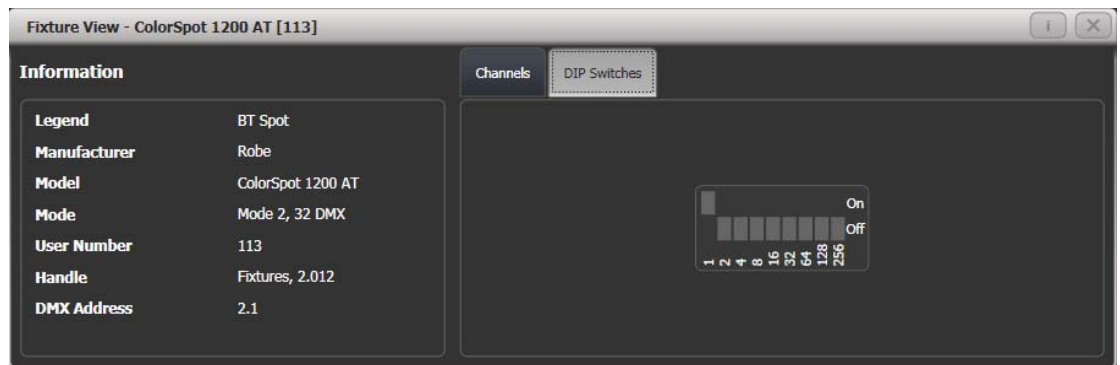 Fixture View - ColorSpot 1200 AT [113]
i
Information
Channels
DIP Switches
Legend BT Spot
Manufacturer Robe
Model ColorSpot 1200 AT
Mode Mode 2, 32 DMX
User Number 113
Handle Fixtures, 2.012
DMX Address 2.1
On
Off
1 2 4 8 16 32 64 128 256